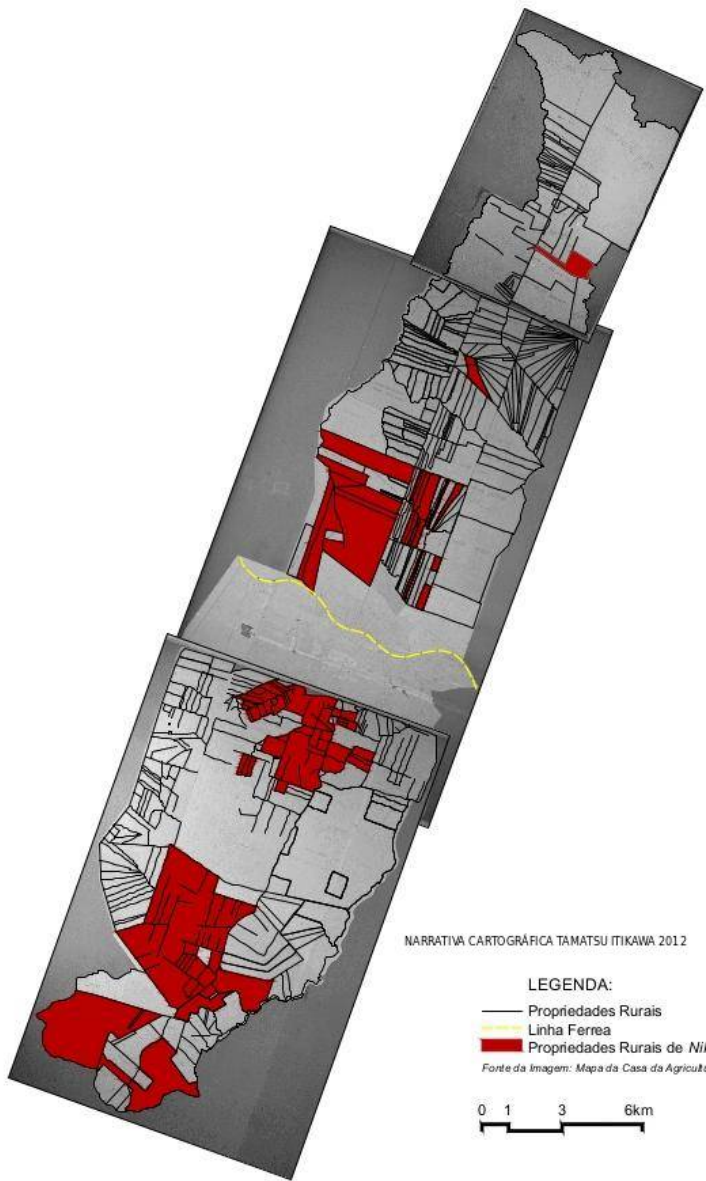 NARRATIVA CARTOGRÁFICA TAMATSU ITIKAWA 2012
LEGENDA:
Propriedades Rurais
Linha Ferrea
Propriedades Rurais de
Fonte da Imagem: Mapa da Casa da
0 1 3 6km